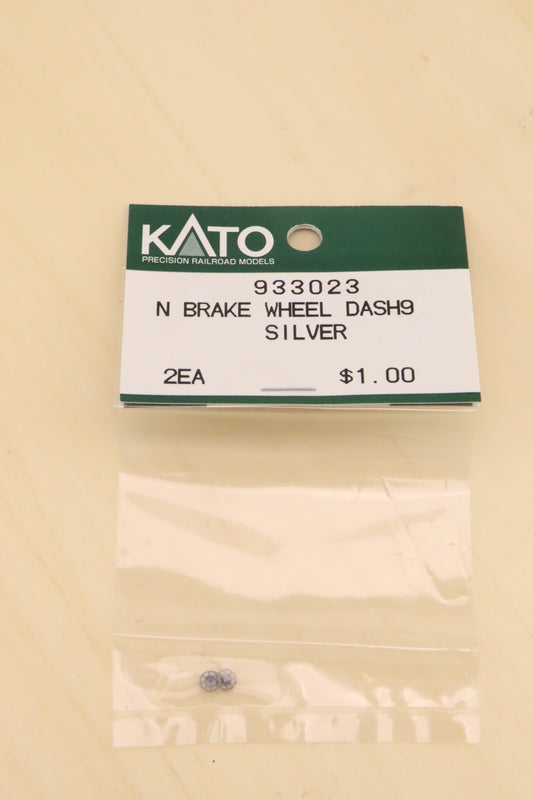 KATO
PRECISION RAILROAD MODELS
933023
N BRAKE WHEEL DASH9
SILVER
2EA $1.00